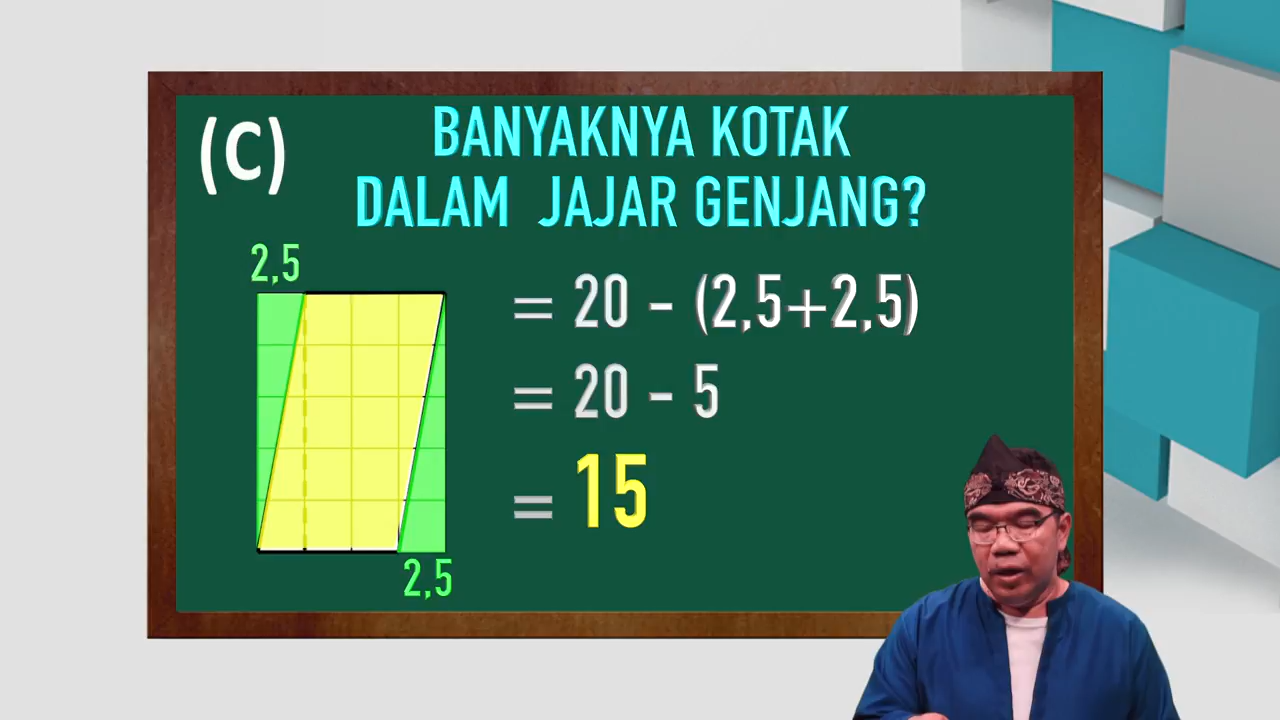 (C)
BANYAKNYA KOTAK
DALAM JAJAR GENJANG?
2,5
= 20 - (2,5+2,5)
= 20 - 5
= 15
2,5